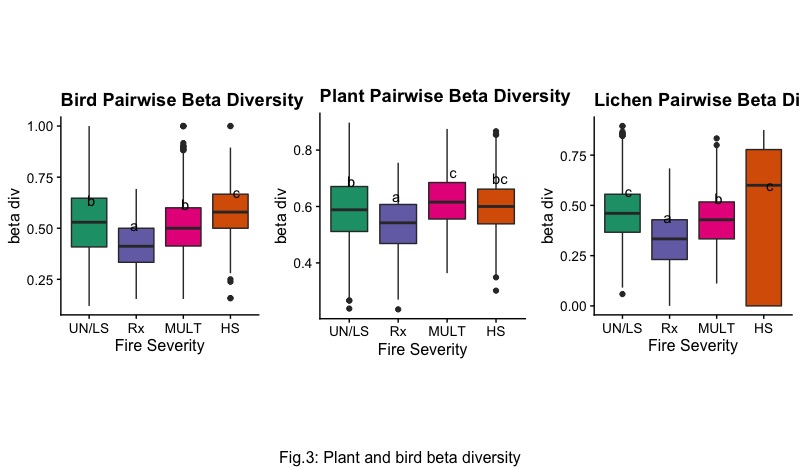 Bird Pairwise Beta Diversity
1.00
0.75
0.50
0.25
beta div
b
a
b
c
UN/LS Rx MULT HS
Fire Severity
Plant Pairwise Beta Diversity
0.8
0.6
0.4
beta div
b
a
c
bc
UN/LS Rx MULT HS
Fire Severity
Lichen Pairwise Beta Di
0.75
0.50
0.25
0.00
beta div
c
a
b
c
UN/LS Rx MULT HS
Fire Severity
Fig.3: Plant and bird beta diversity